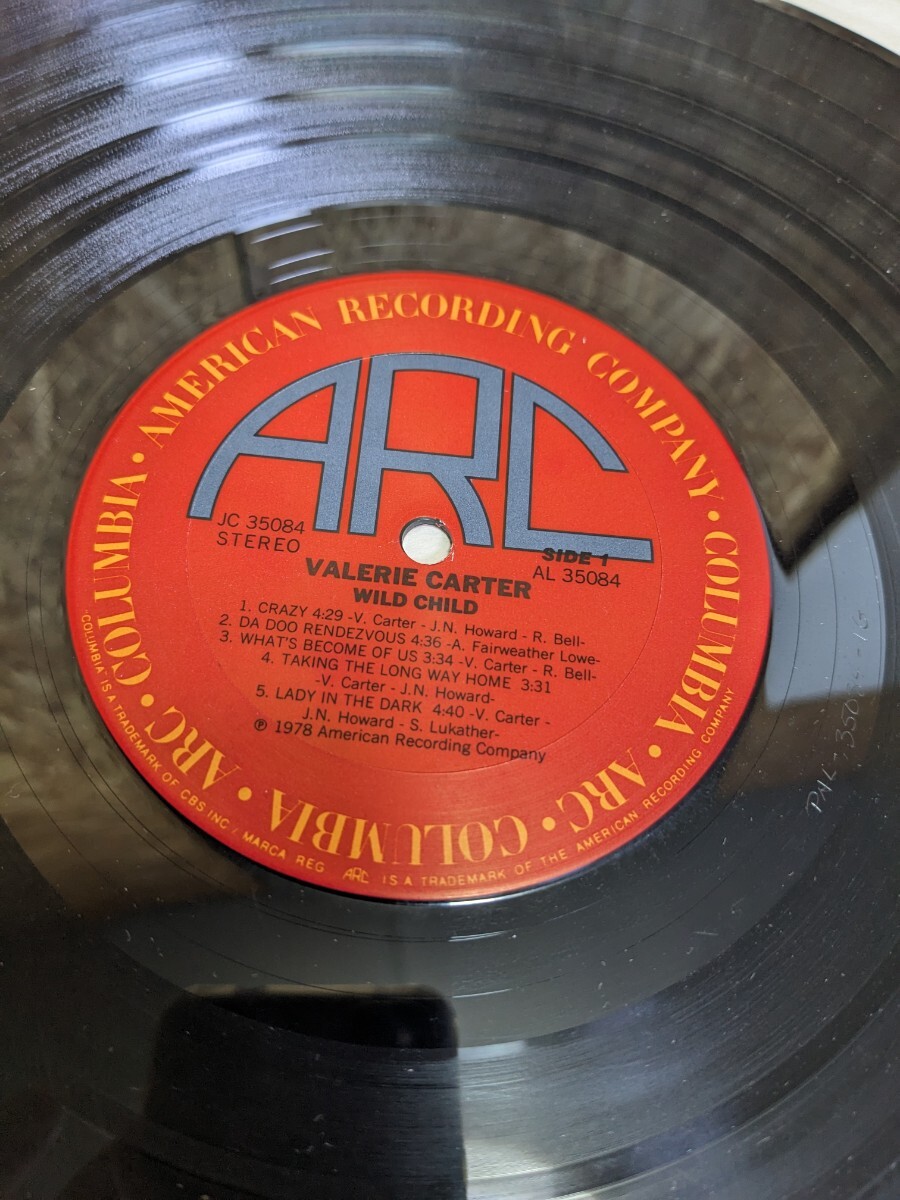 AMERICAN RECORDING COMPANY • COLUMBIA • ARC • COLUMBIA • ARC • COLUMBIA •
ARC
JC 35084
STEREO
SIDE 1
AL 35084
VALERIE CARTER
WILD CHILD
1. CRAZY 4:29 -V. Carter - J.N. Howard - R. Bell-
2. DA DOO RENDEZVOUS 4:36 -A. Fairweather Lowe-
3. WHAT'S BECOME OF US 3:34 -V. Carter - R. Bell-
4. TAKING THE LONG WAY HOME 3:31
-V. Carter - J.N. Howard-
5. LADY IN THE DARK 4:40 -V. Carter -
J.N. Howard - S. Lukather-
℗ 1978 American Recording Company
COLUMBIA IS A TRADEMARK OF CBS INC / MARCA REG ARC IS A TRADEMARK OF THE AMERICAN RECORDING COMPANY